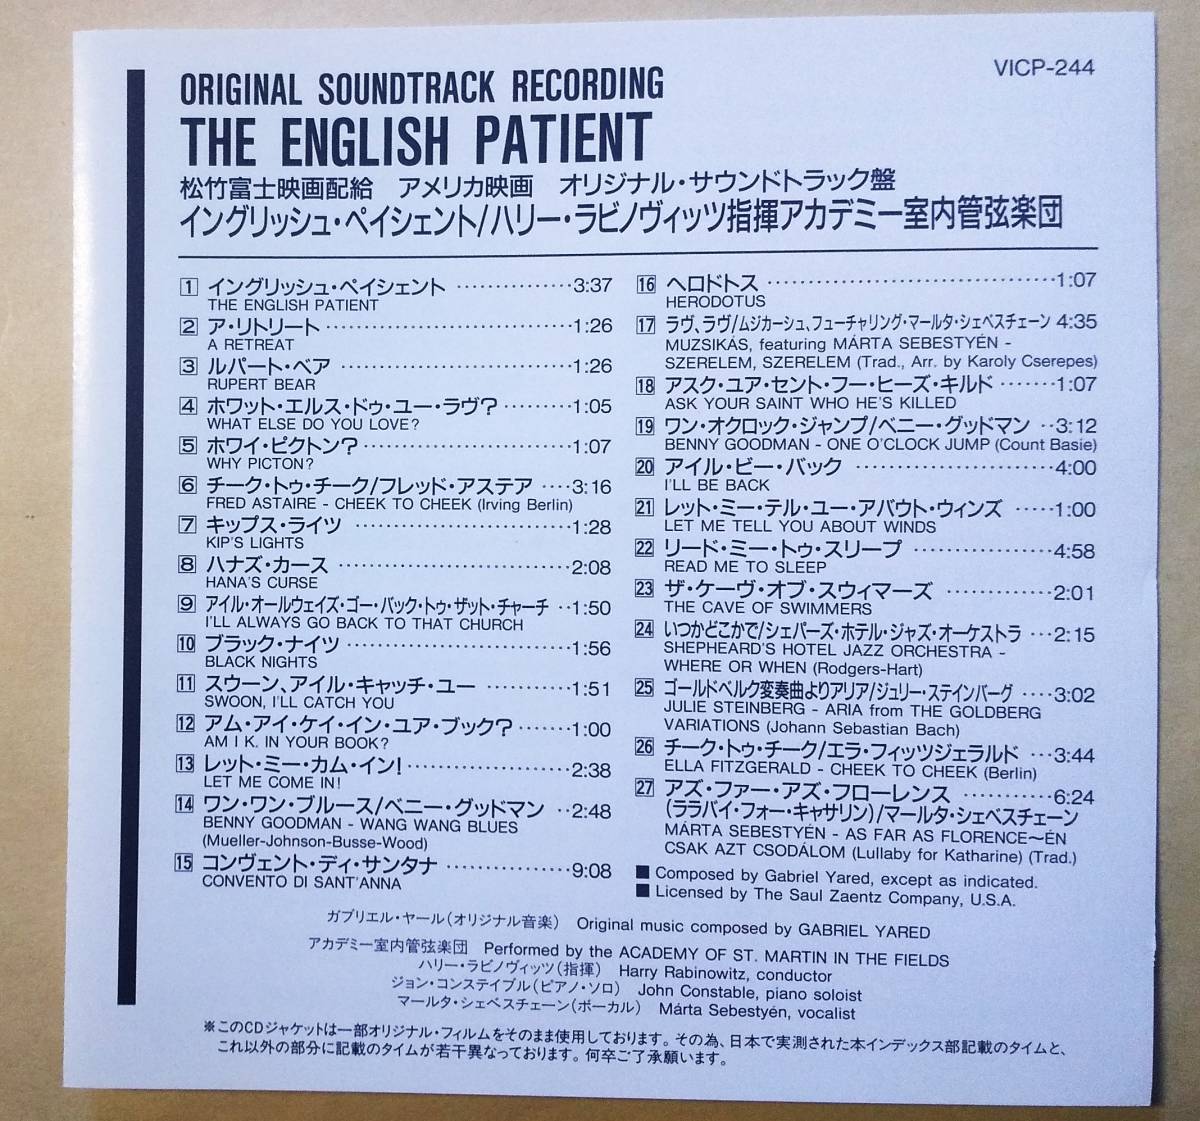 VICP-244
ORIGINAL SOUNDTRACK RECORDING
THE ENGLISH PATIENT
松竹富士映画配給 アメリカ映画 オリジナル・サウンドトラック盤
イングリッシュ・ペイシェント/ハリー・ラビノヴィッツ指揮アカデミー室内管弦楽団
1 イングリッシュ・ペイシェント ……………3:37
THE ENGLISH PATIENT
2 ア・リトリート ……………1:26
A RETREAT
3 ルパート・ベア ……………1:26
RUPERT BEAR
4 ホワット・エルス・ドゥ・ユー・ラヴ? ………1:05
WHAT ELSE DO YOU LOVE?
5 ホワイ・ピクトン? ……………1:07
WHY PICTON?
6 チーク・トゥ・チーク/フレッド・アステア ….3:16
FRED ASTAIRE - CHEEK TO CHEEK (Irving Berlin)
7 キップス・ライツ ……………1:28
KIP'S LIGHTS
8 ハナズ・カース ……………2:08
HANA'S CURSE
9 アイル・オールウェイズ・ゴー・バック・トゥ・ザット・チャーチ ..1:50
I'LL ALWAYS GO BACK TO THAT CHURCH
10 ブラック・ナイツ ……………1:56
BLACK NIGHTS
11 スウーン、アイル・キャッチ・ユー …………1:51
SWOON, I'LL CATCH YOU
12 アム・アイ・ケイ・イン・ユア・ブック? ………1:00
AM I K. IN YOUR BOOK?
13 レット・ミー・カム・イン! ……………2:38
LET ME COME IN!
14 ワン・ワン・ブルース/ベニー・グッドマン ..2:48
BENNY GOODMAN - WANG WANG BLUES
(Mueller-Johnson-Busse-Wood)
15 コンヴェント・ディ・サンタナ ……………9:08
CONVENTO DI SANT'ANNA
16 ヘロドトス ……………1:07
HERODOTUS
17 ラヴ、ラヴ/ムジカーシュ、フューチャリング・マールタ・シェベスチェーン 4:35
MUZSIKÁS, featuring MÁRTA SEBESTYÉN -
SZERELEM, SZERELEM (Trad., Arr. by Karoly Cserepes)
18 アスク・ユア・セント・フー・ヒーズ・キルド ……1:07
ASK YOUR SAINT WHO HE'S KILLED
19 ワン・オクロック・ジャンプ/ベニー・グッドマン ..3:12
BENNY GOODMAN - ONE O'CLOCK JUMP (Count Basie)
20 アイル・ビー・バック ……………4:00
I'LL BE BACK
21 レット・ミー・テル・ユー・アバウト・ウィンズ …..1:00
LET ME TELL YOU ABOUT WINDS
22 リード・ミー・トゥ・スリープ ……………4:58
READ ME TO SLEEP
23 ザ・ケーヴ・オブ・スウィマーズ …………2:01
THE CAVE OF SWIMMERS
24 いつかどこかで/シェパーズ・ホテル・ジャズ・オーケストラ …2:15
SHEPHEARD'S HOTEL JAZZ ORCHESTRA -
WHERE OR WHEN (Rodgers-Hart)
25 ゴールドベルク変奏曲よりアリア/ジュリー・ステインバーグ ….3:02
JULIE STEINBERG - ARIA from THE GOLDBERG
VARIATIONS (Johann Sebastian Bach)
26 チーク・トゥ・チーク/エラ・フィッツジェラルド …3:44
ELLA FITZGERALD - CHEEK TO CHEEK (Berlin)
27 アズ・ファー・アズ・フローレンス …………6:24
(ララバイ・フォー・キャサリン)/マールタ・シェベスチェーン
MÁRTA SEBESTYÉN - AS FAR AS FLORENCE〜ÉN
CSAK AZT CSODÁLOM (Lullaby for Katharine) (Trad.)
■ Composed by Gabriel Yared, except as indicated.
■ Licensed by The Saul Zaentz Company, U.S.A.
ガブリエル・ヤール(オリジナル音楽) Original music composed by GABRIEL YARED
アカデミー室内管弦楽団 Performed by the ACADEMY OF ST. MARTIN IN THE FIELDS
ハリー・ラビノヴィッツ(指揮) Harry Rabinowitz, conductor
ジョン・コンステイブル(ピアノ・ソロ) John Constable, piano soloist
マールタ・シェベスチェーン(ボーカル) Márta Sebestyén, vocalist
※このCDジャケットは一部オリジナル・フィルムをそのまま使用しております。その為、日本で実測された本インデックス部記載のタイムと、
これ以外の部分に記載のタイムが若干異なっております。何卒ご了承願います。